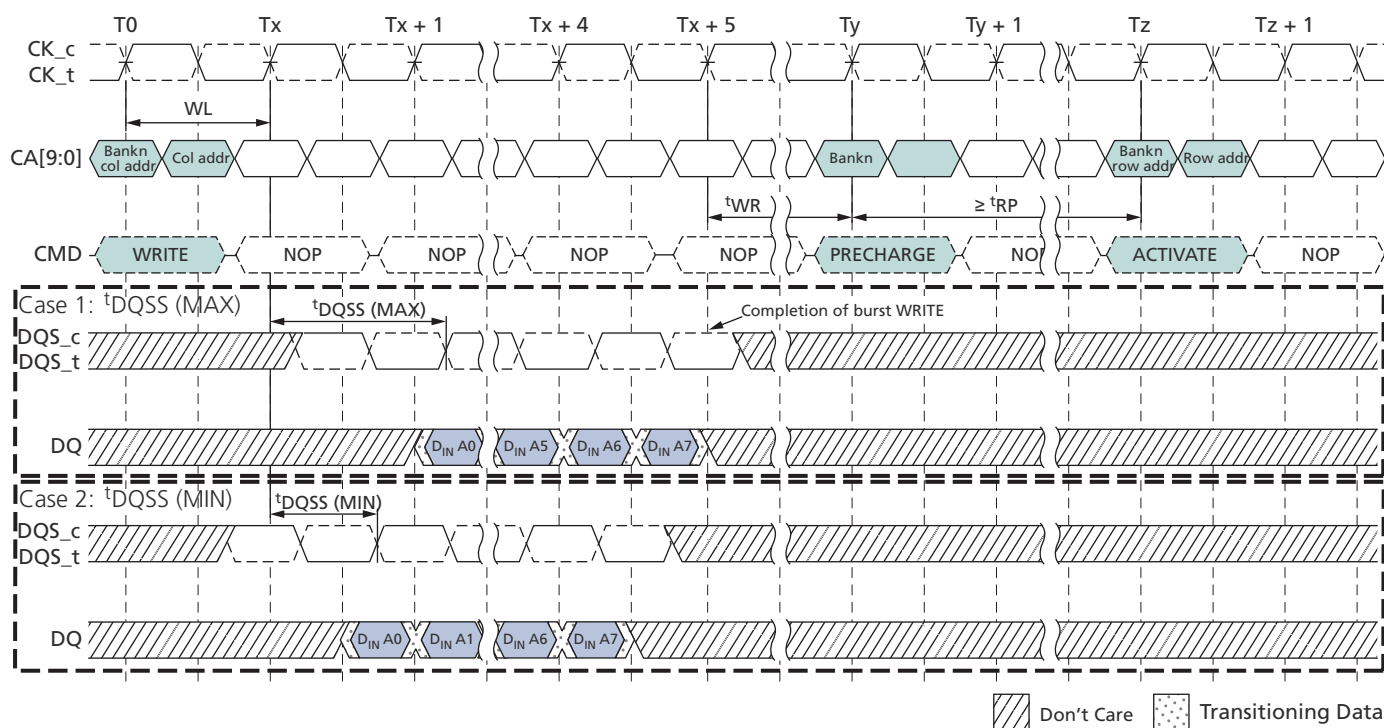 T0 Tx Tx + 1 Tx + 4 Tx + 5 Ty Ty + 1 Tz Tz + 1
CK_c
CK_t
WL
CA[9:0] Bankn col addr Col addr Bankn Bankn row addr Row addr
tWR ≥ tRP
CMD WRITE NOP NOP NOP NOP PRECHARGE NOP ACTIVATE NOP
Case 1: tDQSS (MAX)
tDQSS (MAX) Completion of burst WRITE
DQS_c
DQS_t
DQ DIN A0 DIN A5 DIN A6 DIN A7
Case 2: tDQSS (MIN)
tDQSS (MIN)
DQS_c
DQS_t
DQ DIN A0 DIN A1 DIN A6 DIN A7
Don't Care Transitioning Data